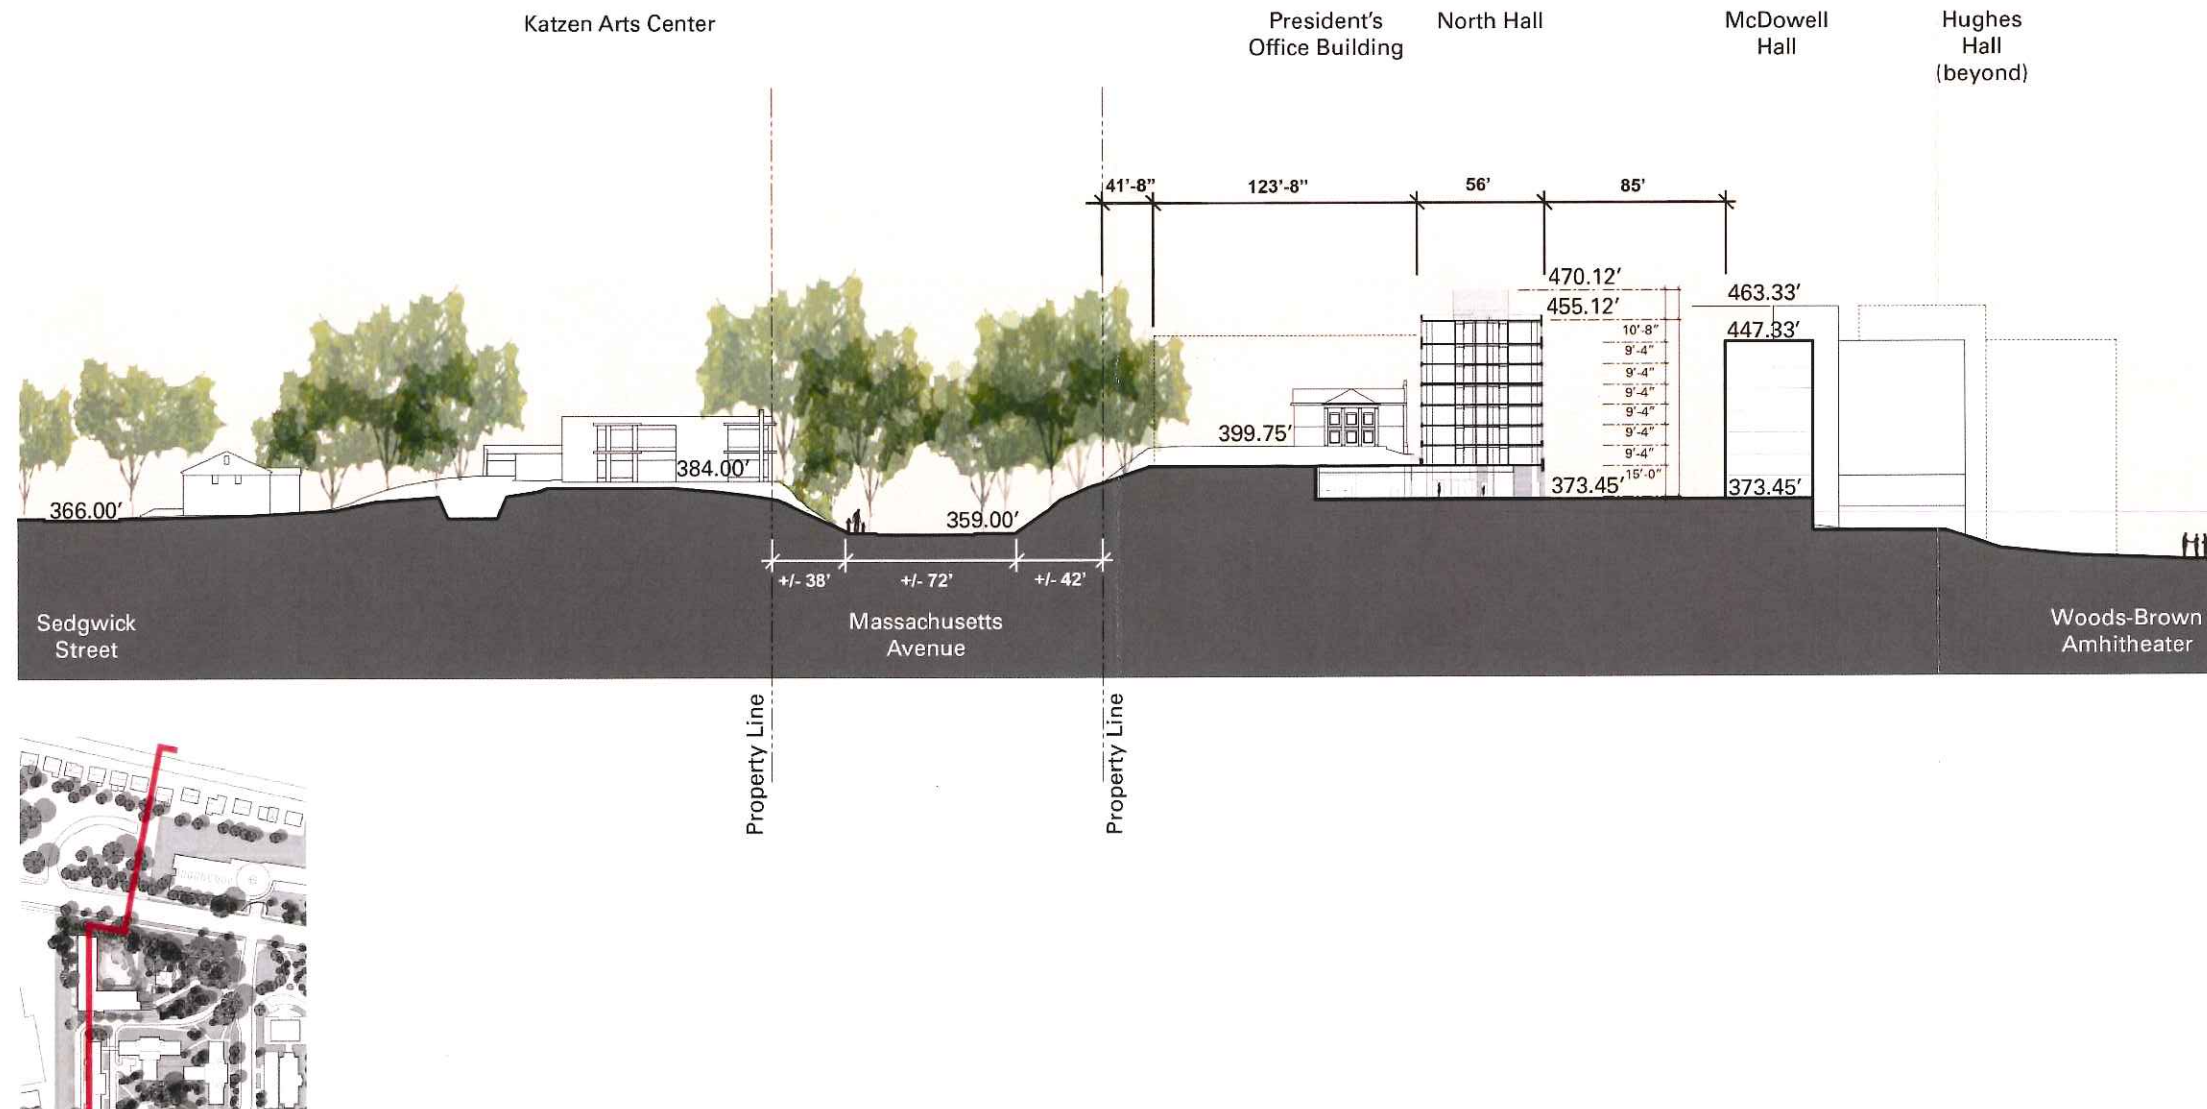 Katzen Arts Center
President's
Office Building
North Hall
McDowell
Hall
Hughes
Hall
(beyond)
41'-8"
123'-8"
56'
85'
470.12'
455.12'
463.33'
447.33'
10'-8"
9'-4"
9'-4"
9'-4"
9'-4"
9'-4"
9'-4"
15'-0"
399.75'
384.00'
373.45'
373.45'
366.00'
359.00'
+/- 38'
+/- 72'
+/- 42'
Sedgwick
Street
Massachusetts
Avenue
Woods-Brown
Amhitheater
Property Line
Property Line